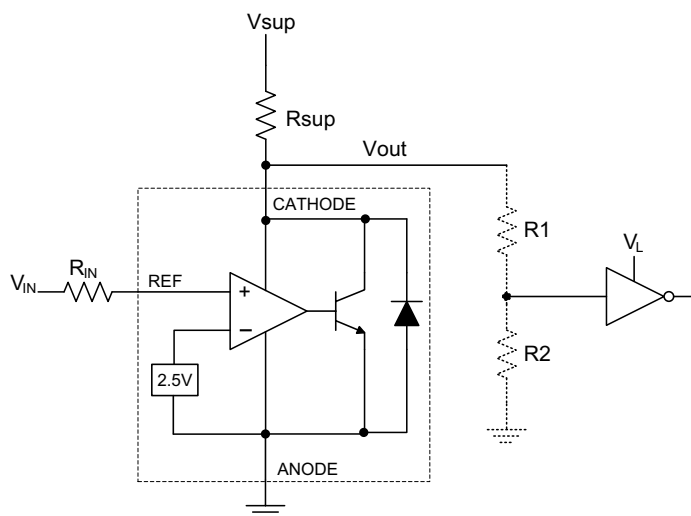 Vsup
Rsup
Vout
CATHODE
R1
VL
RIN
VIN
REF
+
–
2.5V
R2
ANODE